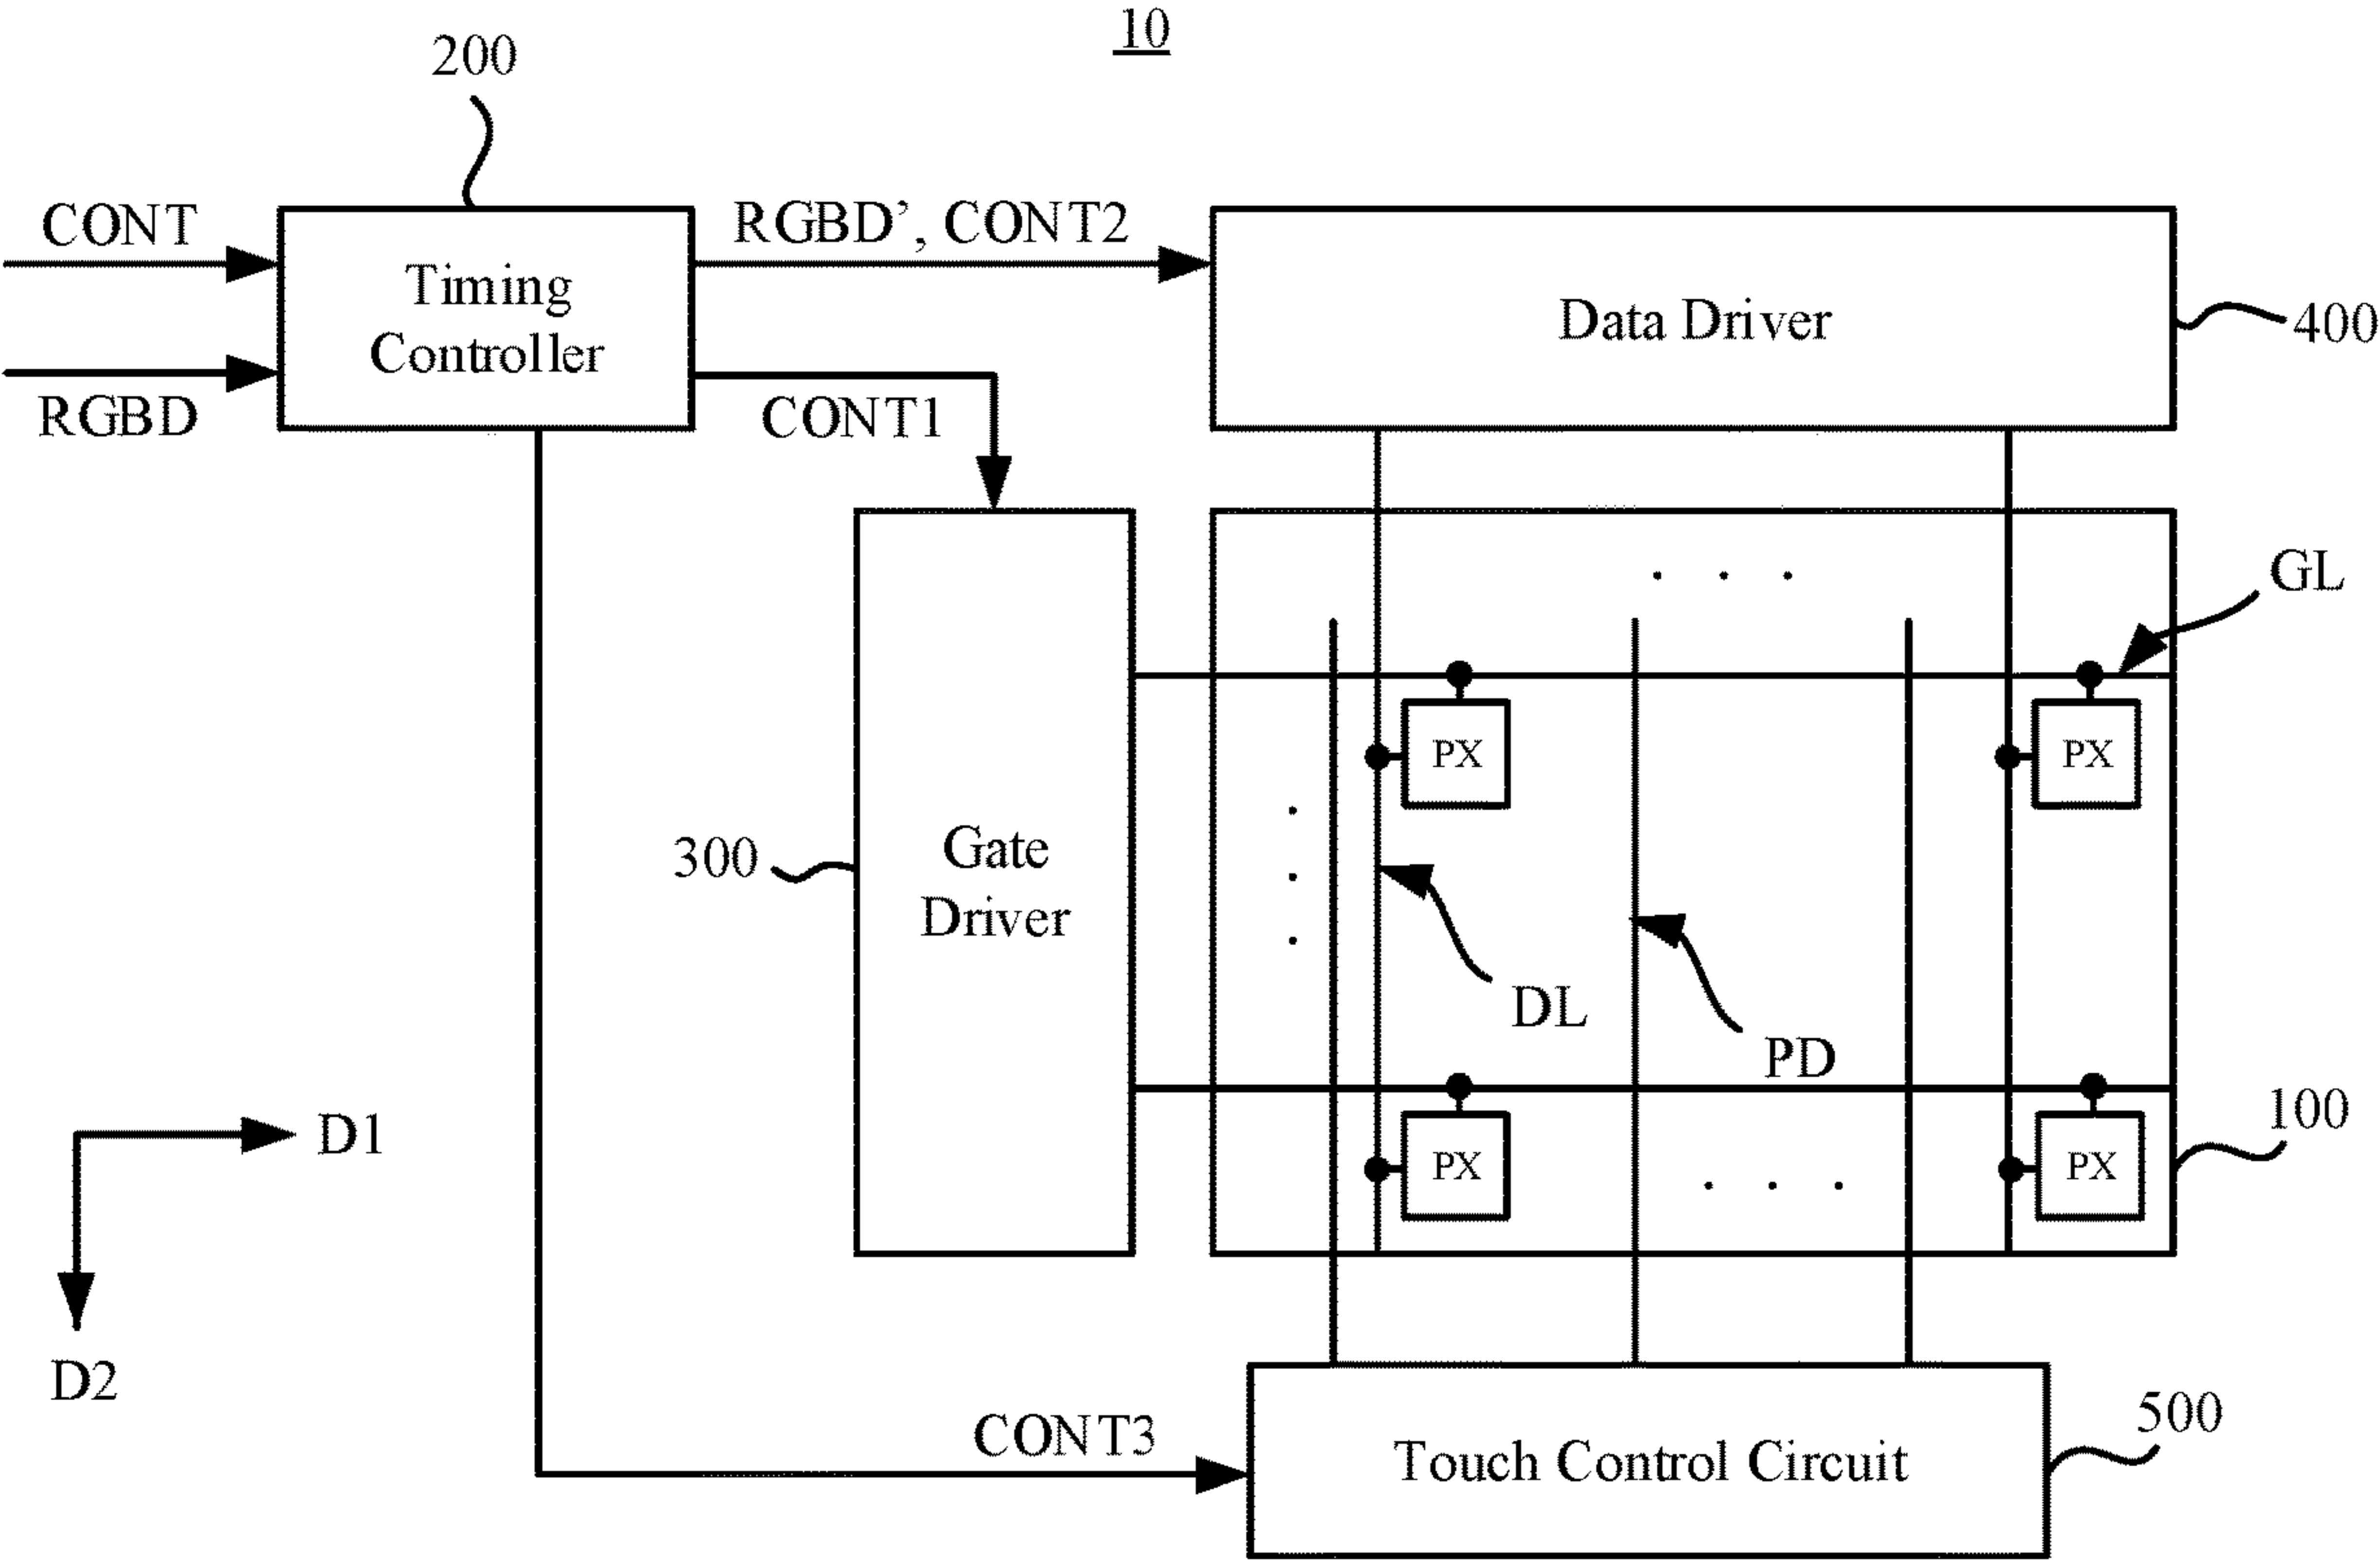 10
200
CONT
RGBD’, CONT2
Timing
Controller
Data Driver
400
RGBD
CONT1
GL
PX
PX
300
Gate
Driver
DL
PD
D1
100
PX
PX
D2
CONT3
500
Touch Control Circuit